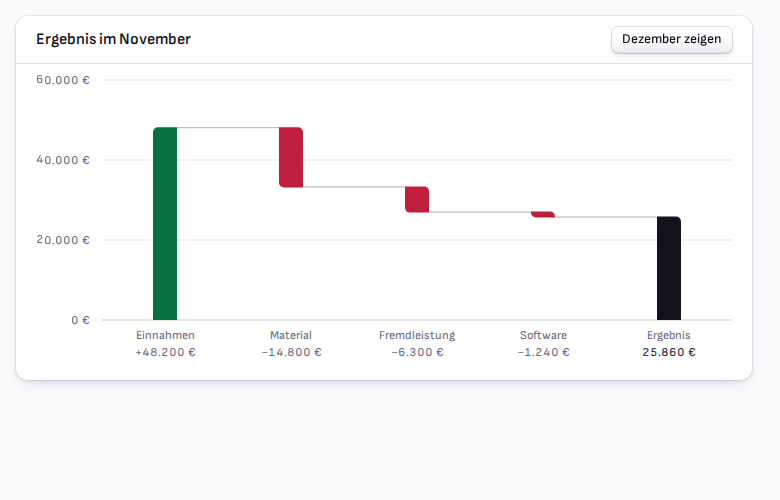 Ergebnis im November
Dezember zeigen
60.000 €
40.000 €
20.000 €
0 €
Einnahmen
+48.200 €
Material
−14.800 €
Fremdleistung
−6.300 €
Software
−1.240 €
Ergebnis
25.860 €